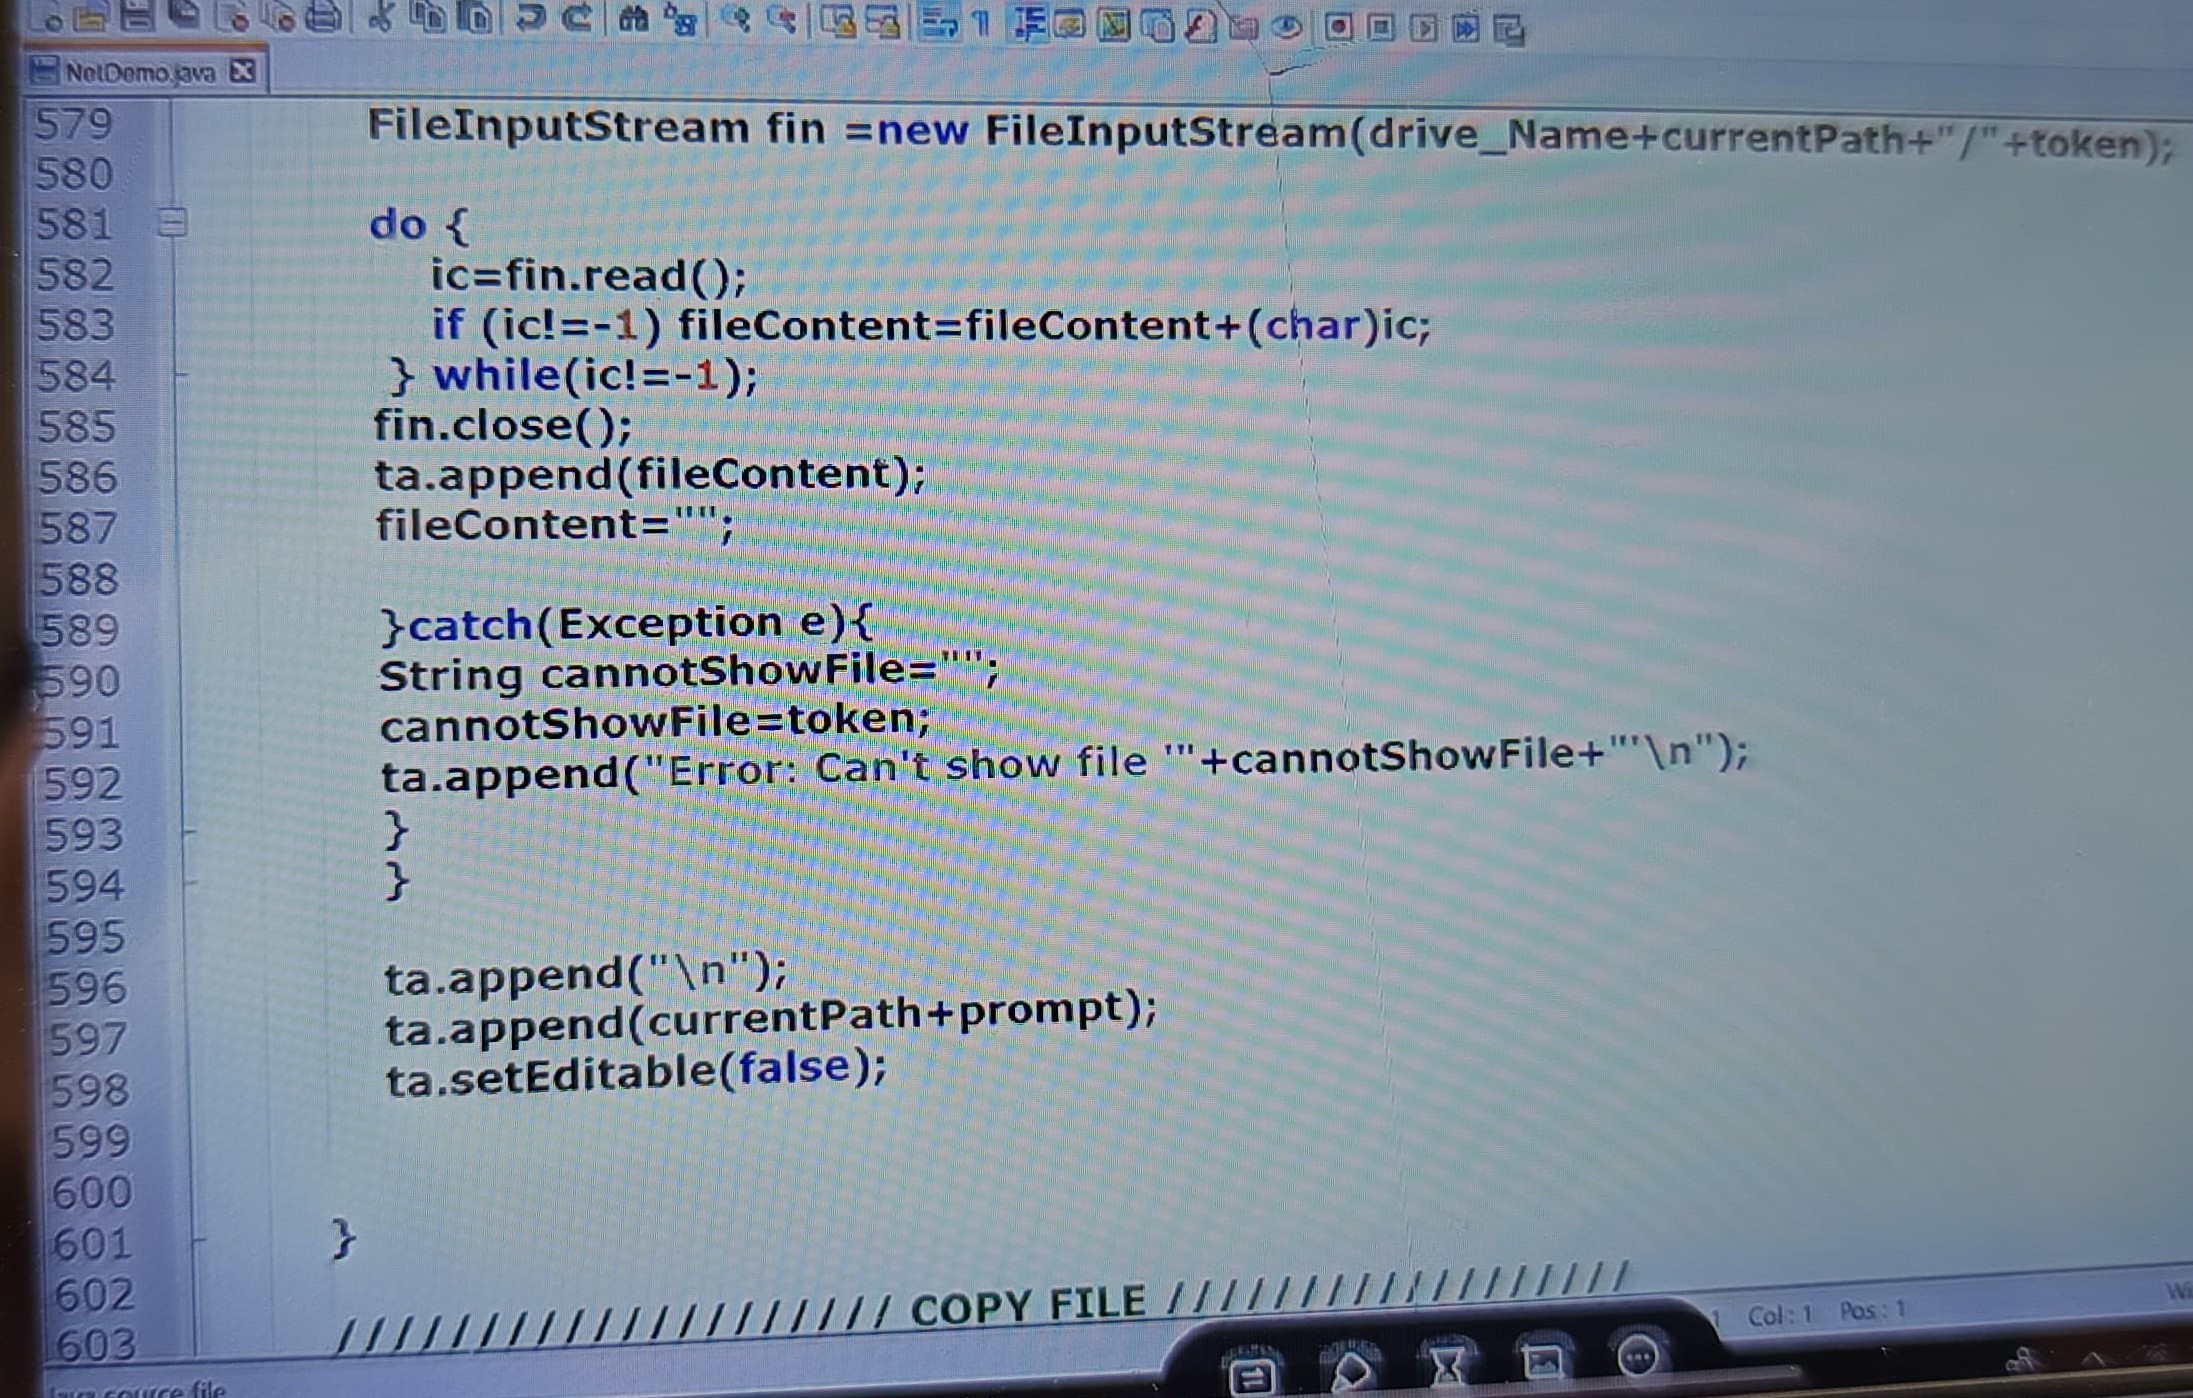 NetDemo.java
579 FileInputStream fin =new FileInputStream(drive_Name+currentPath+"/"+token);
580
581 do {
582 ic=fin.read();
583 if (ic!=-1) fileContent=fileContent+(char)ic;
584 } while(ic!=-1);
585 fin.close();
586 ta.append(fileContent);
587 fileContent="";
588
589 }catch(Exception e){
590 String cannotShowFile="";
591 cannotShowFile=token;
592 ta.append("Error: Can't show file '"+cannotShowFile+"'\n");
593 }
594 }
595
596 ta.append("\n");
597 ta.append(currentPath+prompt);
598 ta.setEditable(false);
599
600
601 }
602
603 //////////////////// COPY FILE ////////////////////
Col: 1 Pos: 1
Java source file